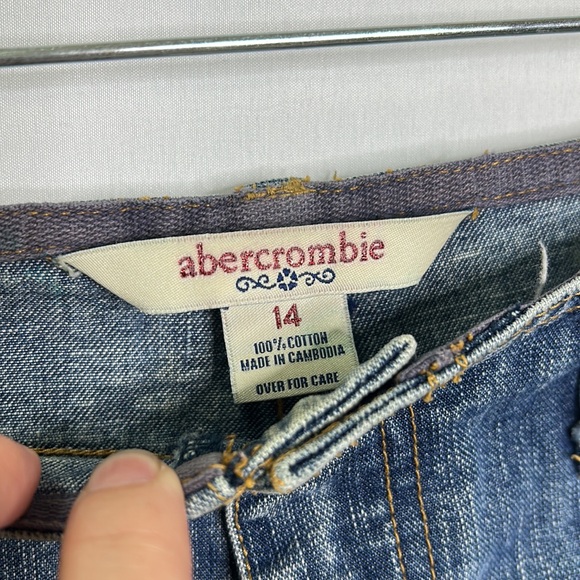 abercrombie
14
100% COTTON
MADE IN CAMBODIA
OVER FOR CARE